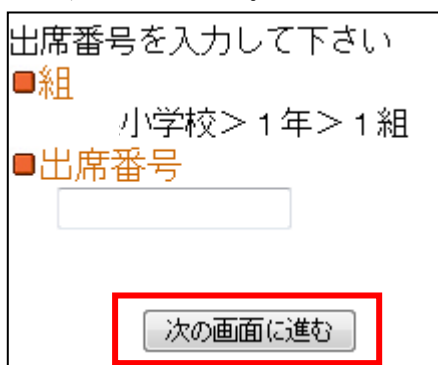 出席番号を入力して下さい
■組
小学校＞１年＞１組
■出席番号
次の画面に進む